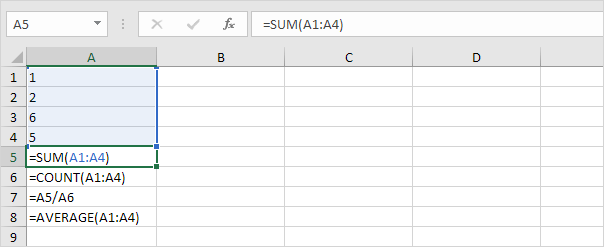 A5 =SUM(A1:A4)
A B C D
1 1
2 2
3 6
4 5
5 =SUM(A1:A4)
6 =COUNT(A1:A4)
7 =A5/A6
8 =AVERAGE(A1:A4)
9